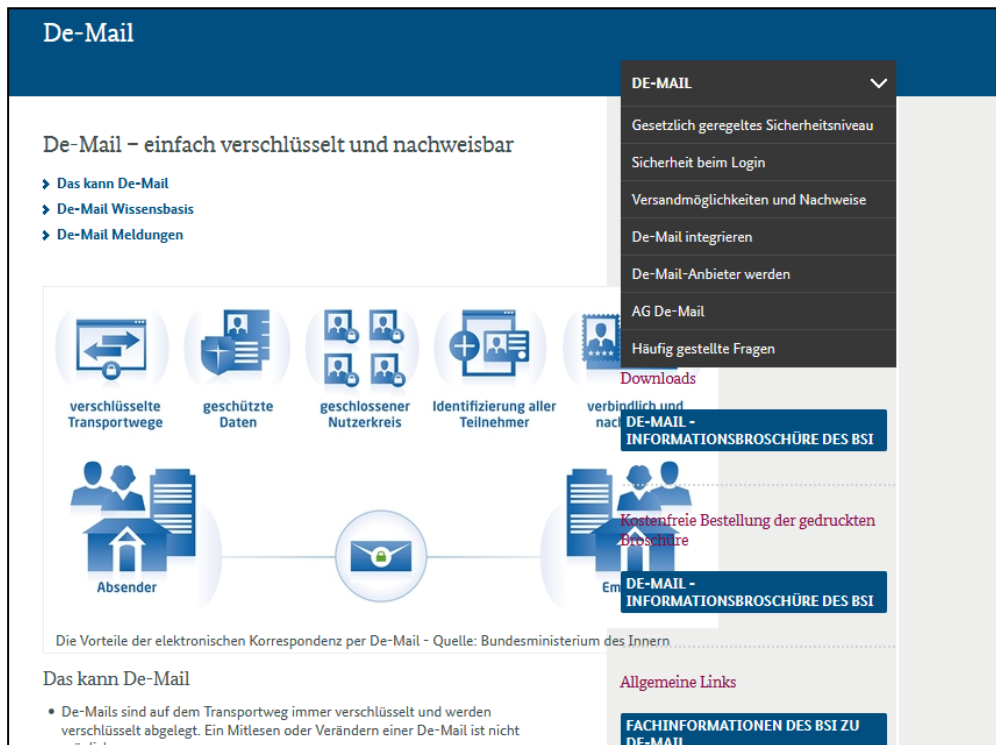 De-Mail
De-Mail – einfach verschlüsselt und nachweisbar
Das kann De-Mail
De-Mail Wissensbasis
De-Mail Meldungen
verschlüsselte
Transportwege
geschützte
Daten
geschlossener
Nutzerkreis
Identifizierung aller
Teilnehmer
verbindlich und
Absender
Die Vorteile der elektronischen Korrespondenz per De-Mail - Quelle: Bundesministerium des Innern
Das kann De-Mail
• De-Mails sind auf dem Transportweg immer verschlüsselt und werden
verschlüsselt abgelegt. Ein Mitlesen oder Verändern einer De-Mail ist nicht
DE-MAIL
Gesetzlich geregeltes Sicherheitsniveau
Sicherheit beim Login
Versandmöglichkeiten und Nachweise
De-Mail integrieren
De-Mail-Anbieter werden
AG De-Mail
Häufig gestellte Fragen
Downloads
DE-MAIL -
INFORMATIONSBROSCHÜRE DES BSI
Kostenfreie Bestellung der gedruckten
Broschüre
DE-MAIL -
INFORMATIONSBROSCHÜRE DES BSI
Allgemeine Links
FACHINFORMATIONEN DES BSI ZU
DE-MAIL